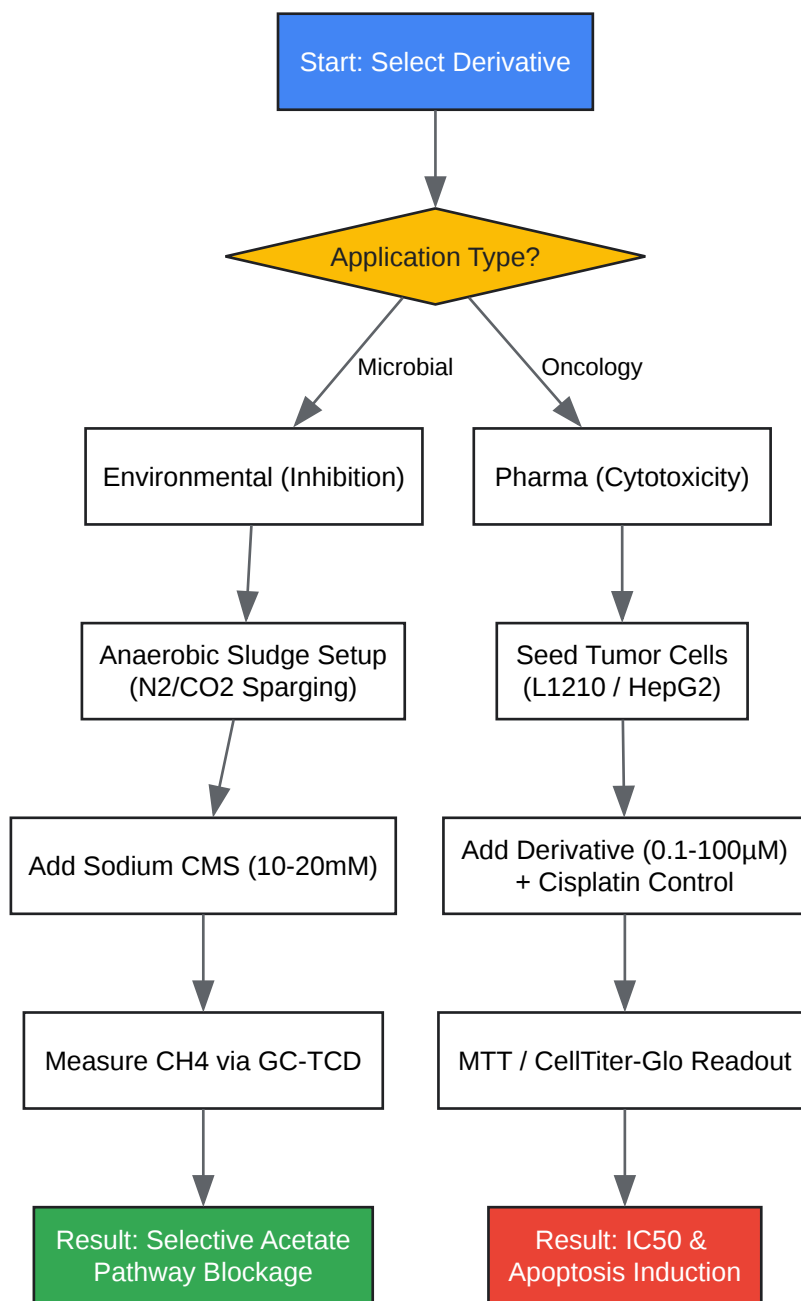 Start: Select Derivative
Application Type?
Microbial
Oncology
Environmental (Inhibition)
Pharma (Cytotoxicity)
Anaerobic Sludge Setup
(N2/CO2 Sparging)
Seed Tumor Cells
(L1210 / HepG2)
Add Sodium CMS (10-20mM)
Add Derivative (0.1-100µM)
+ Cisplatin Control
Measure CH4 via GC-TCD
MTT / CellTiter-Glo Readout
Result: Selective Acetate
Pathway Blockage
Result: IC50 &
Apoptosis Induction